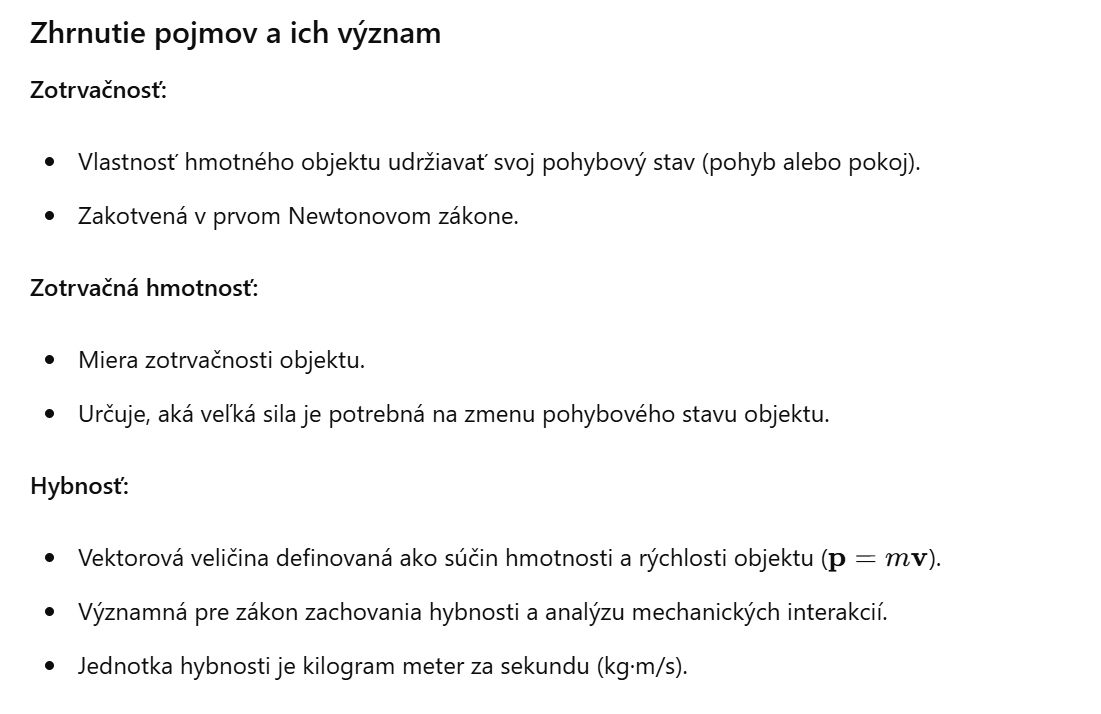 Zhrnutie pojmov a ich význam
Zotrvačnosť:
• Vlastnosť hmotného objektu udržiavať svoj pohybový stav (pohyb alebo pokoj).
• Zakotvená v prvom Newtonovom zákone.
Zotrvačná hmotnosť:
• Miera zotrvačnosti objektu.
• Určuje, aká veľká sila je potrebná na zmenu pohybového stavu objektu.
Hybnosť:
• Vektorová veličina definovaná ako súčin hmotnosti a rýchlosti objektu (p = mv).
• Významná pre zákon zachovania hybnosti a analýzu mechanických interakcií.
• Jednotka hybnosti je kilogram meter za sekundu (kg·m/s).